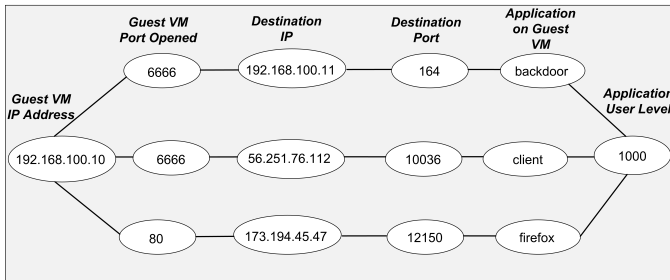 Guest VM
Port Opened
Destination
IP
Destination
Port
Application
on Guest
VM
6666
192.168.100.11
164
backdoor
Guest VM
IP Address
Application
User Level
192.168.100.10
6666
56.251.76.112
10036
client
1000
80
173.194.45.47
12150
firefox